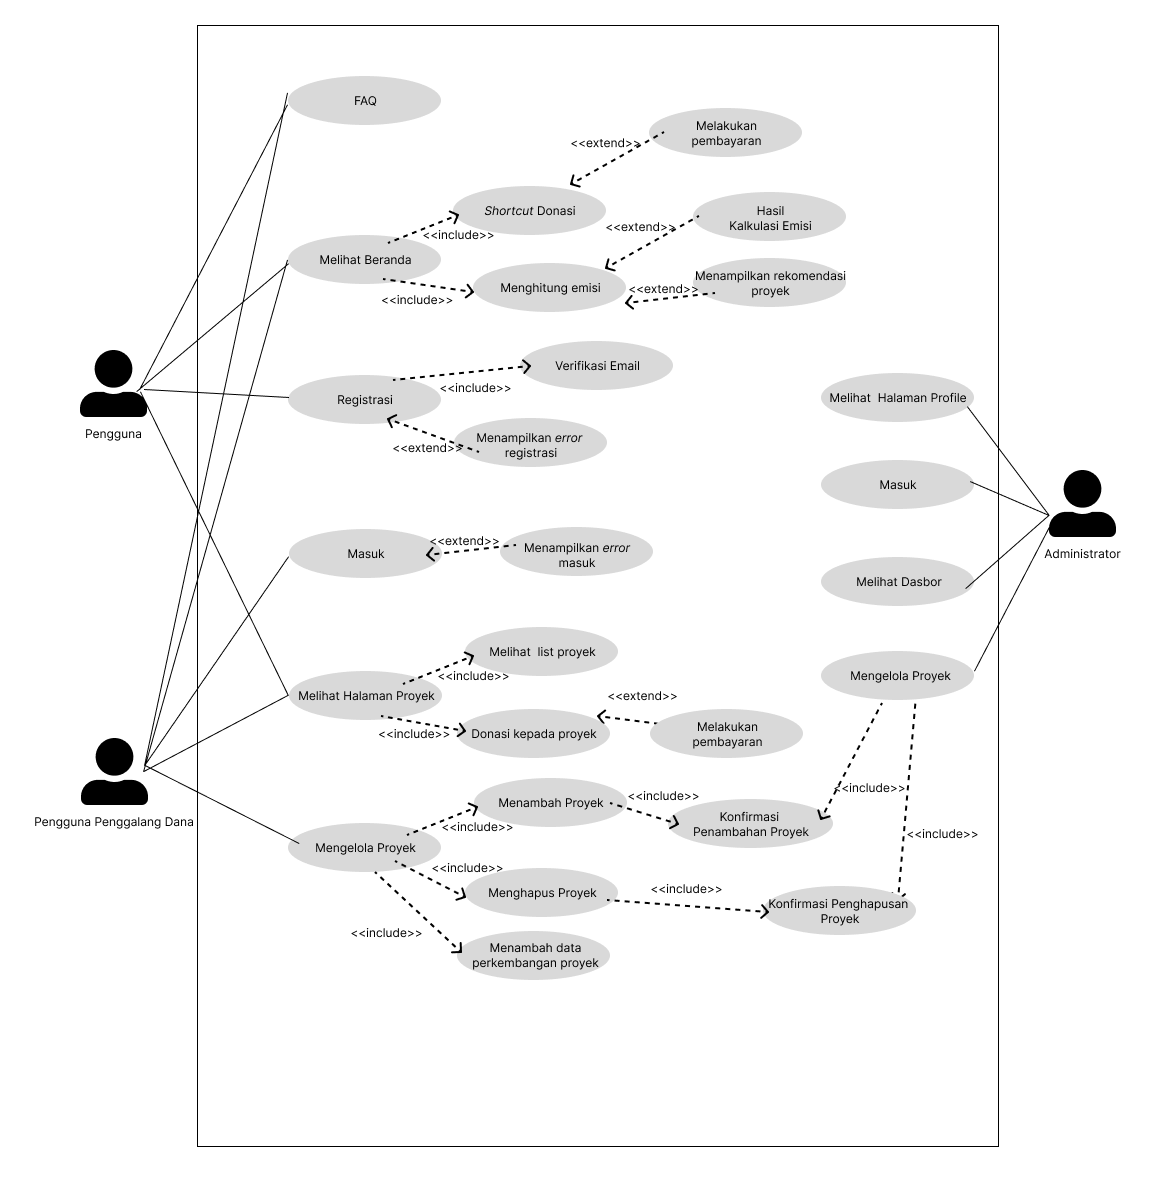 FAQ
Melakukan
pembayaran
<<extend>>
Shortcut Donasi
Hasil
Kalkulasi Emisi
<<extend>>
<<include>>
Melihat Beranda
Menampilkan rekomendasi
proyek
<<extend>>
Menghitung emisi
<<include>>
Verifikasi Email
<<include>>
Registrasi
Melihat  Halaman Profile
Pengguna
Menampilkan error
registrasi
<<extend>>
Masuk
<<extend>>
Menampilkan error
masuk
Masuk
Administrator
Melihat Dasbor
Melihat  list proyek
<<include>>
Mengelola Proyek
Melihat Halaman Proyek
<<extend>>
<<include>>
Donasi kepada proyek
Melakukan
pembayaran
<<include>>
Menambah Proyek
<<include>>
Konfirmasi
Penambahan Proyek
Pengguna Penggalang Dana
<<include>>
<<include>>
Mengelola Proyek
<<include>>
Menghapus Proyek
<<include>>
Konfirmasi Penghapusan
Proyek
<<include>>
Menambah data
perkembangan proyek